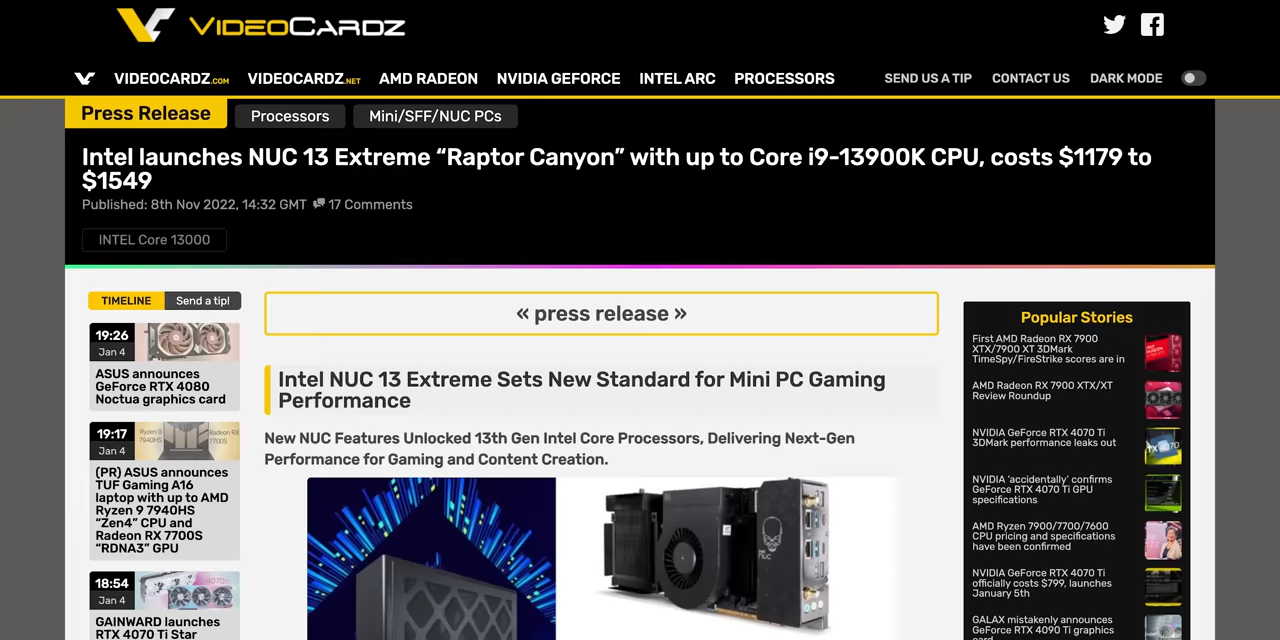 VIDEOCARDZ
VIDEOCARDZ.COM VIDEOCARDZ.NET AMD RADEON NVIDIA GEFORCE INTEL ARC PROCESSORS SEND US A TIP CONTACT US DARK MODE
Press Release Processors Mini/SFF/NUC PCs
Intel launches NUC 13 Extreme “Raptor Canyon” with up to Core i9-13900K CPU, costs $1179 to
$1549
Published: 8th Nov 2022, 14:32 GMT 17 Comments
INTEL Core 13000
TIMELINE Send a tip!
19:26
Jan 4
ASUS announces
GeForce RTX 4080
Noctua graphics card
19:17
Jan 4
Ryzen 9
7940HS
Radeon RX
7700S
(PR) ASUS announces
TUF Gaming A16
laptop with up to AMD
Ryzen 9 7940HS
“Zen4” CPU and
Radeon RX 7700S
“RDNA3” GPU
18:54
Jan 4
GAINWARD launches
RTX 4070 Ti Star
« press release »
Intel NUC 13 Extreme Sets New Standard for Mini PC Gaming
Performance
New NUC Features Unlocked 13th Gen Intel Core Processors, Delivering Next-Gen
Performance for Gaming and Content Creation.
NUC
Popular Stories
First AMD Radeon RX 7900
XTX/7900 XT 3DMark
TimeSpy/FireStrike scores are in
AMD Radeon RX 7900 XTX/XT
Review Roundup
NVIDIA GeForce RTX 4070 Ti
3DMark performance leaks out
NVIDIA ‘accidentally’ confirms
GeForce RTX 4070 Ti GPU
specifications
AMD Ryzen 7900/7700/7600
CPU pricing and specifications
have been confirmed
NVIDIA GeForce RTX 4070 Ti
officially costs $799, launches
January 5th
GALAX mistakenly announces
GeForce RTX 4090 Ti graphics
card